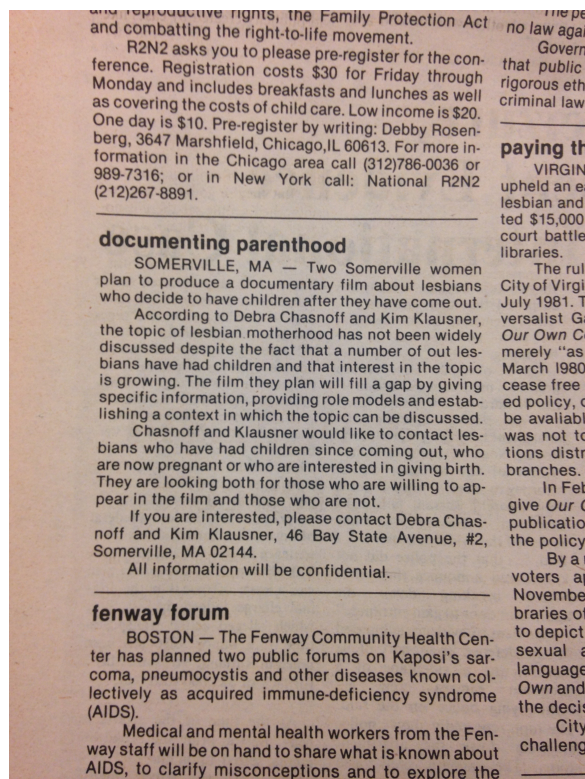 and reproductive rights, the Family Protection Act
and combatting the right-to-life movement.
R2N2 asks you to please pre-register for the con-
ference. Registration costs $30 for Friday through
Monday and includes breakfasts and lunches as well
as covering the costs of child care. Low income is $20.
One day is $10. Pre-register by writing: Debby Rosen-
berg, 3647 Marshfield, Chicago,IL 60613. For more in-
formation in the Chicago area call (312)786-0036 or
989-7316; or in New York call: National R2N2
(212)267-8891.
documenting parenthood
SOMERVILLE, MA — Two Somerville women
plan to produce a documentary film about lesbians
who decide to have children after they have come out.
According to Debra Chasnoff and Kim Klausner,
the topic of lesbian motherhood has not been widely
discussed despite the fact that a number of out les-
bians have had children and that interest in the topic
is growing. The film they plan will fill a gap by giving
specific information, providing role models and estab-
lishing a context in which the topic can be discussed.
Chasnoff and Klausner would like to contact les-
bians who have had children since coming out, who
are now pregnant or who are interested in giving birth.
They are looking both for those who are willing to ap-
pear in the film and those who are not.
If you are interested, please contact Debra Chas-
noff and Kim Klausner, 46 Bay State Avenue, #2,
Somerville, MA 02144.
All information will be confidential.
fenway forum
BOSTON — The Fenway Community Health Cen-
ter has planned two public forums on Kaposi's sar-
coma, pneumocystis and other diseases known col-
lectively as acquired immune-deficiency syndrome
(AIDS).
Medical and mental health workers from the Fen-
way staff will be on hand to share what is known about
AIDS, to clarify misconceptions and to explore the
The pe
no law agai
Govern
that public
rigorous eth
criminal law
paying th
VIRGIN
upheld an ea
lesbian and
ted $15,000
court battle
libraries.
The rul
City of Virgi
July 1981. T
versalist Ga
Our Own Co
merely "as
March 1980
cease free
ed policy, c
be avaliabl
was not to
tions distr
branches.
In Feb
give Our O
publicatio
the policy
By a
voters ap
Novembe
braries of
to depict
sexual a
language
Own and
the decis
City
challeng